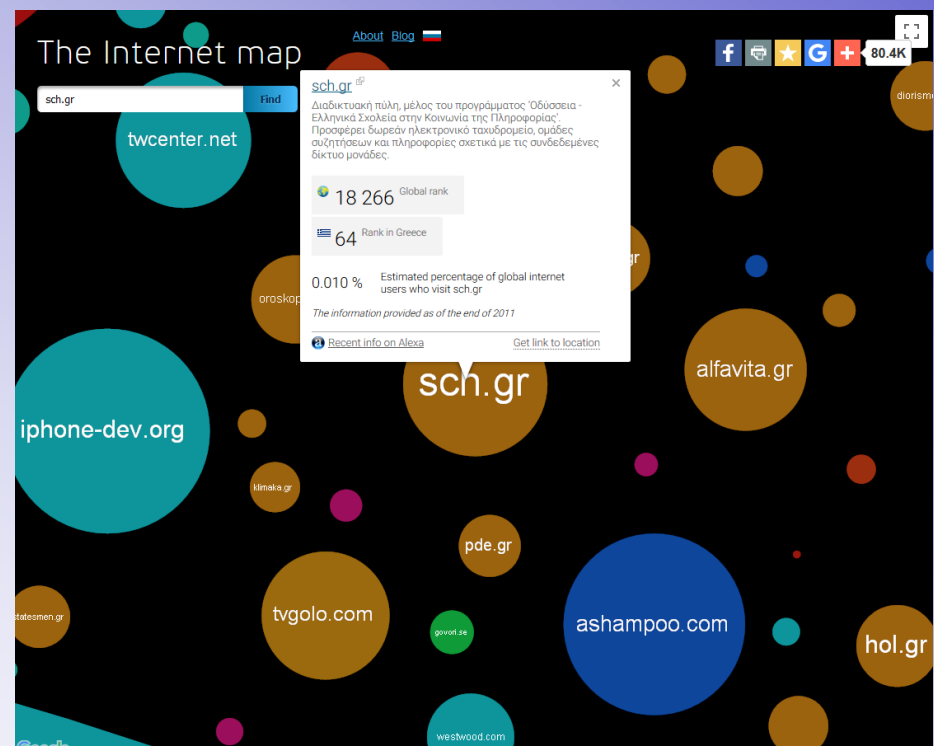 About Blog
The Internet map
80.4K
sch.gr
Find
sch.gr
Διαδικτυακή πύλη, μέλος του προγράμματος 'Οδύσσεια -
Ελληνικά Σχολεία στην Κοινωνία της Πληροφορίας'.
Προσφέρει δωρεάν ηλεκτρονικό ταχυδρομείο, ομάδες
συζητήσεων και πληροφορίες σχετικά με τις συνδεδεμένες
δίκτυο μονάδες.
18 266 Global rank
64 Rank in Greece
0.010 % Estimated percentage of global internet
users who visit sch.gr
The information provided as of the end of 2011
Recent info on Alexa Get link to location
diorism
twcenter.net
gr
oroskop
sch.gr
alfavita.gr
iphone-dev.org
klimaka.gr
pde.gr
tvgolo.com
statesmen.gr
govori.se
ashampoo.com
hol.gr
westwood.com